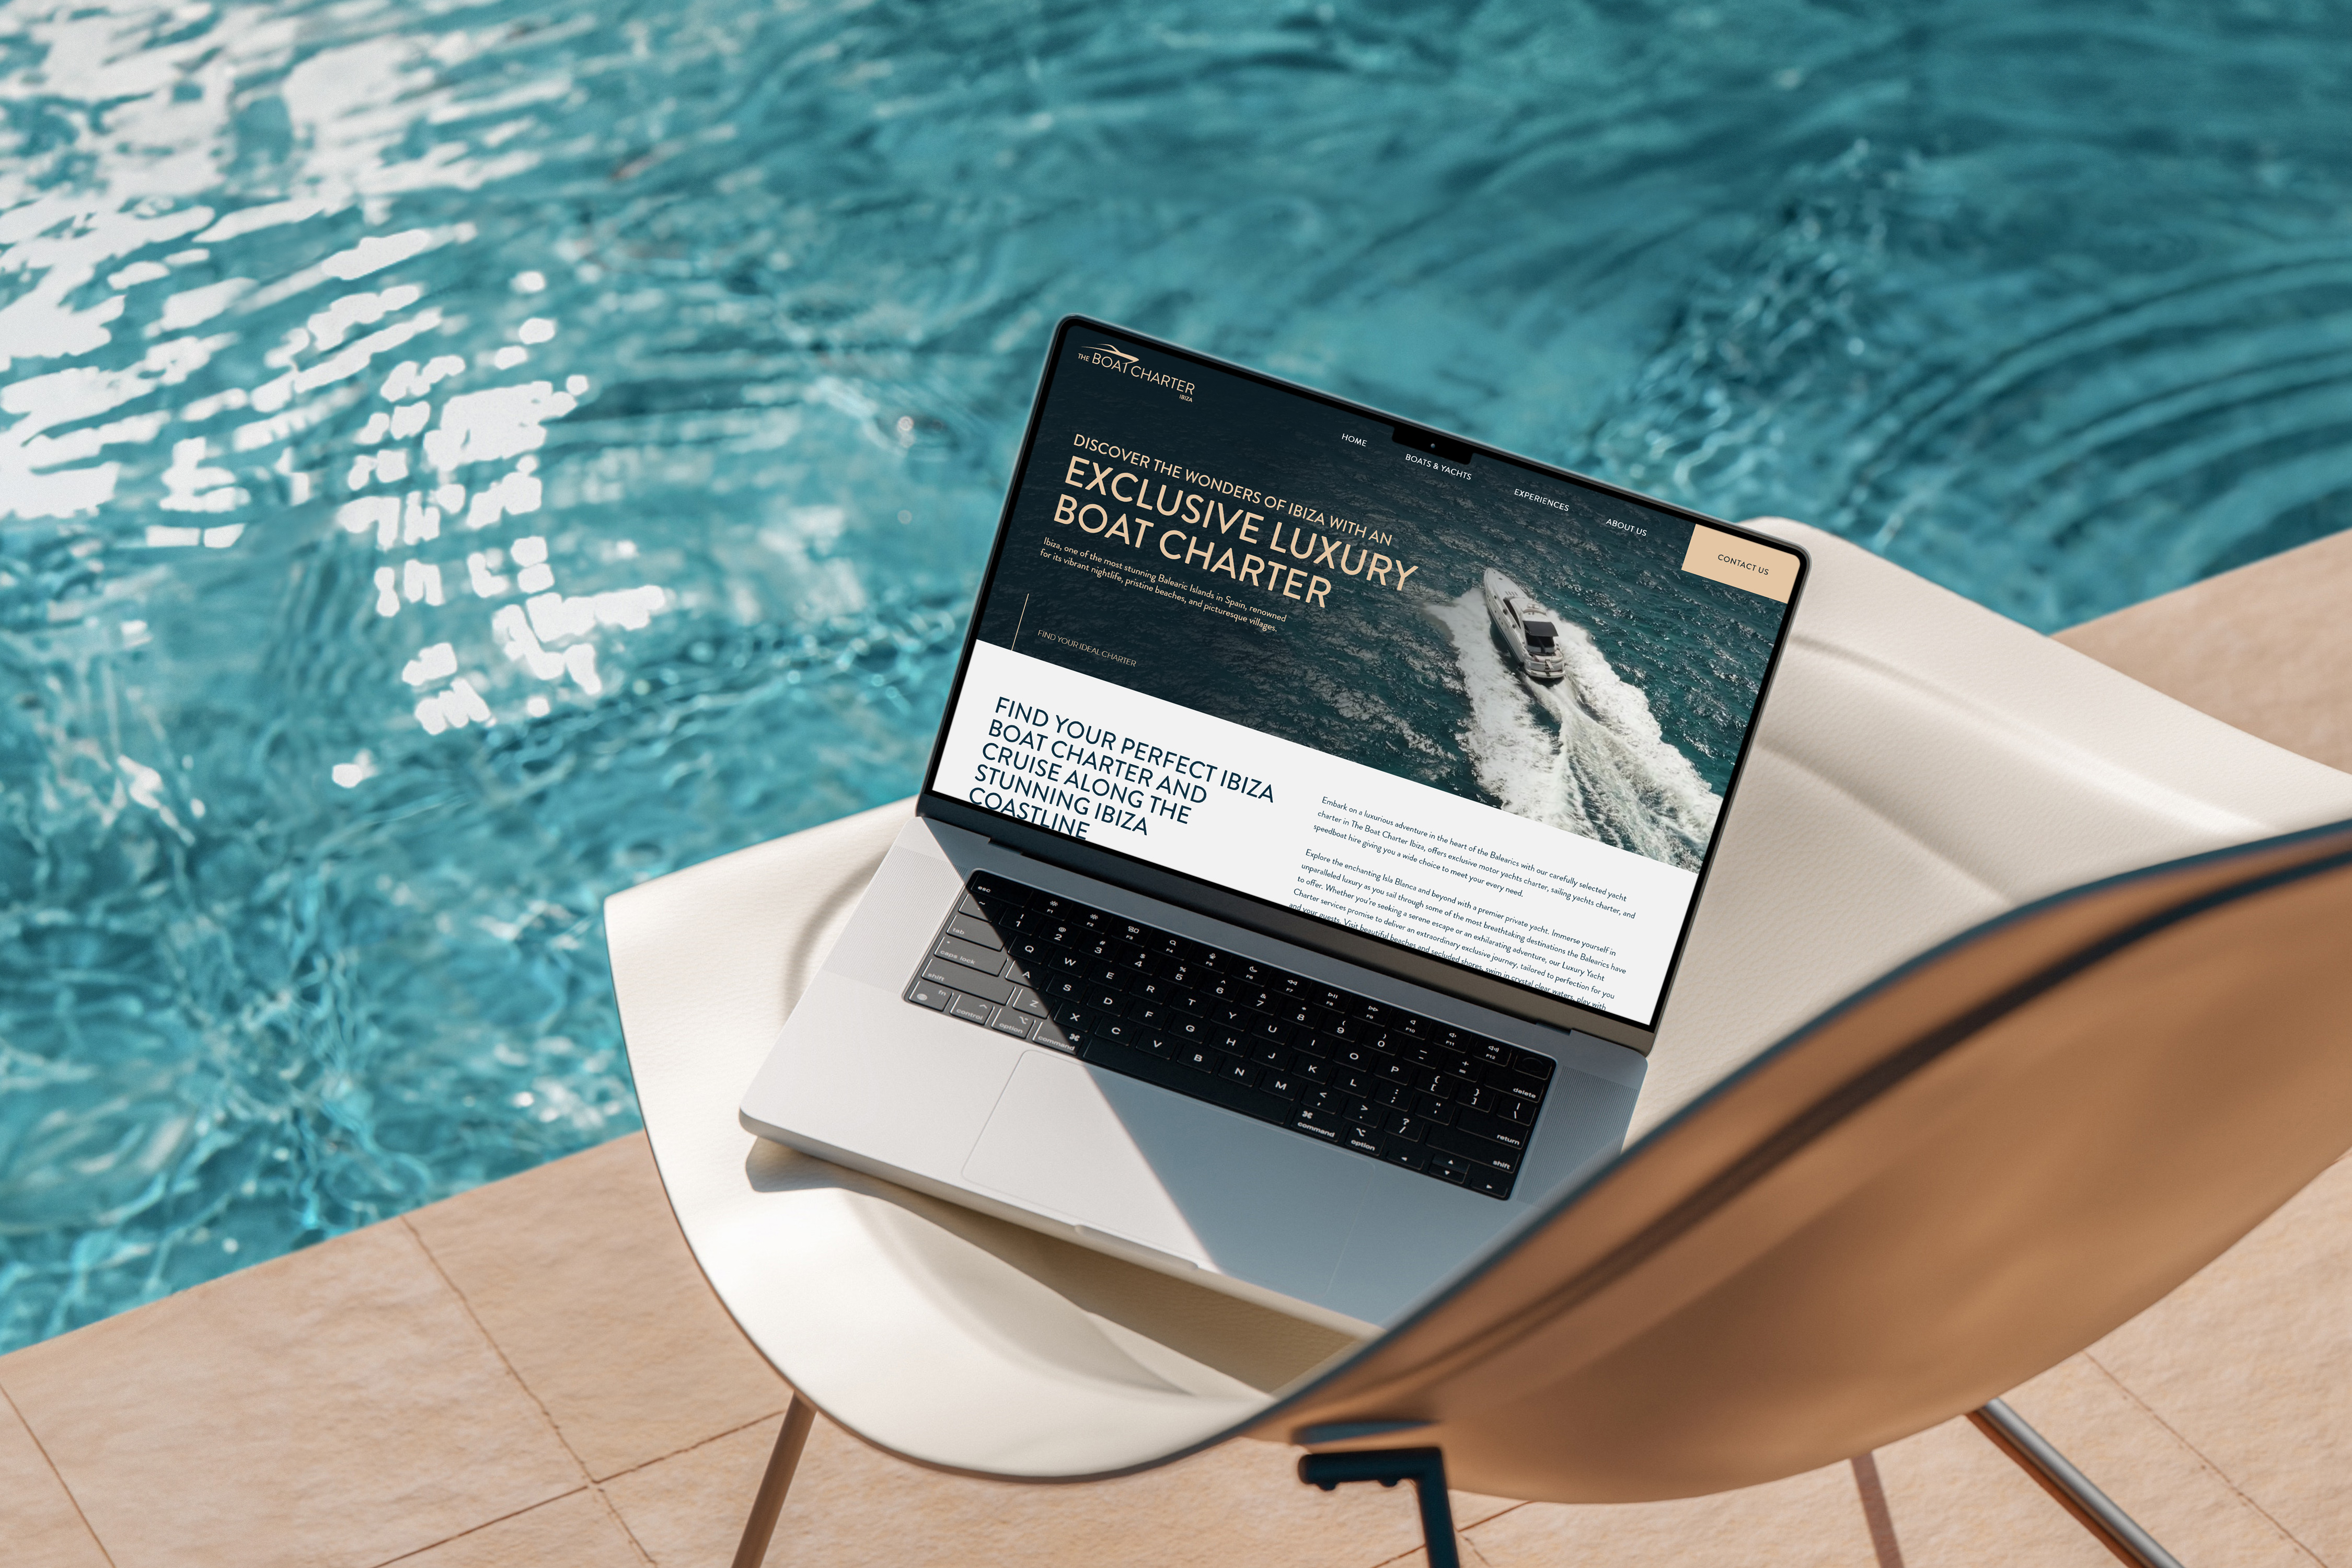 THE BOAT CHARTER
IBIZA
HOME
BOATS & YACHTS
EXPERIENCES
ABOUT US
CONTACT US
DISCOVER THE WONDERS OF IBIZA WITH AN
EXCLUSIVE LUXURY
BOAT CHARTER
Ibiza, one of the most stunning Balearic Islands in Spain, renowned
for its vibrant nightlife, pristine beaches, and picturesque villages.
FIND YOUR IDEAL CHARTER
FIND YOUR PERFECT IBIZA
BOAT CHARTER AND
CRUISE ALONG THE
STUNNING IBIZA
COASTLINE
Embark on a luxurious adventure in the heart of the Balearics with our carefully selected yacht
charter in The Boat Charter Ibiza, offers exclusive motor yachts charter, sailing yachts charter, and
speedboat hire giving you a wide choice to meet your every need.
Explore the enchanting Isla Blanca and beyond with a premier private yacht. Immerse yourself in
unparalleled luxury as you sail through some of the most breathtaking destinations the Balearics have
to offer. Whether you're seeking a serene escape or an exhilarating adventure, our Luxury Yacht
Charter services promise to deliver an extraordinary exclusive journey, tailored to perfection for you
and your guests. Visit beautiful beaches and secluded shores, swim in crystal clear waters, play with
esc F1 F2 F3 F4 F5 F6 F7 F8 F9 F10 F11 F12
~ ! 1 @ 2 # 3 $ 4 % 5 ^ 6 & 7 * 8 ( 9 ) 0 — - + = delete
tab Q W E R T Y U I O P { [ } ] | \
caps lock A S D F G H J K L : ; " ' return
shift Z X C V B N M < , > . ? / shift
fn control option command command option